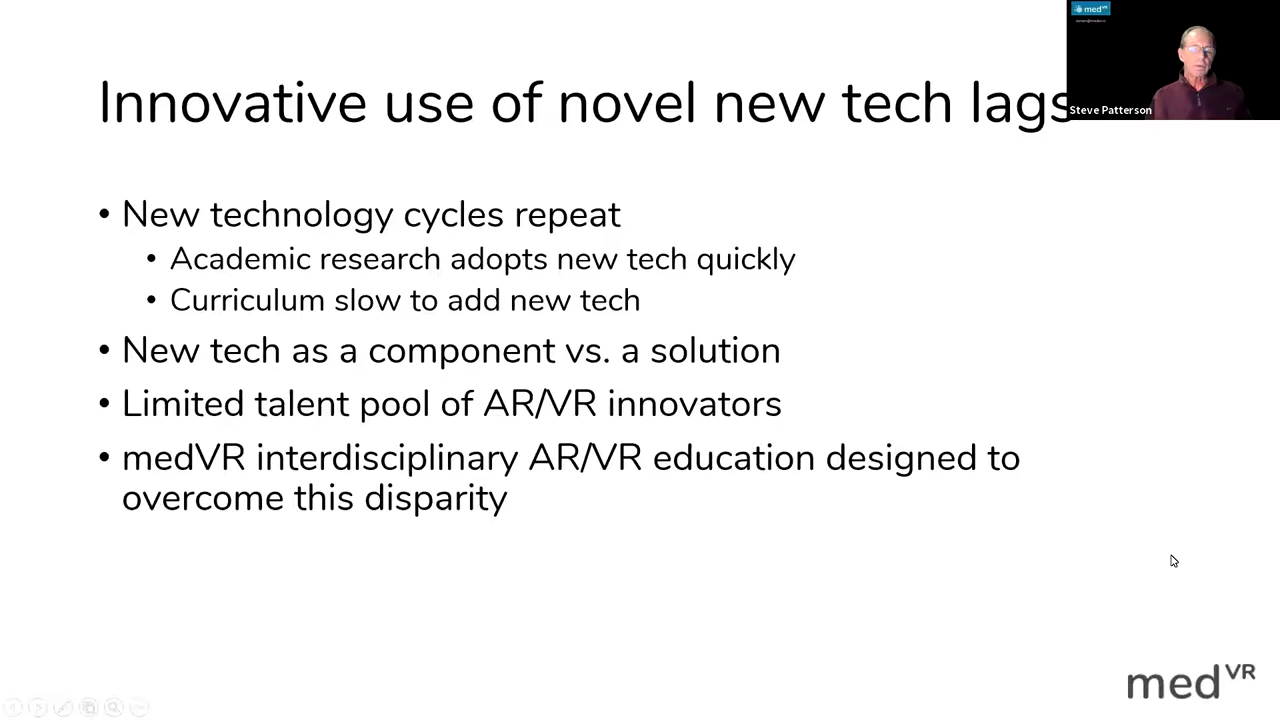 Innovative use of novel new tech lags
med VR
Steve Patterson
• New technology cycles repeat
• Academic research adopts new tech quickly
• Curriculum slow to add new tech
• New tech as a component vs. a solution
• Limited talent pool of AR/VR innovators
• medVR interdisciplinary AR/VR education designed to
overcome this disparity
med VR